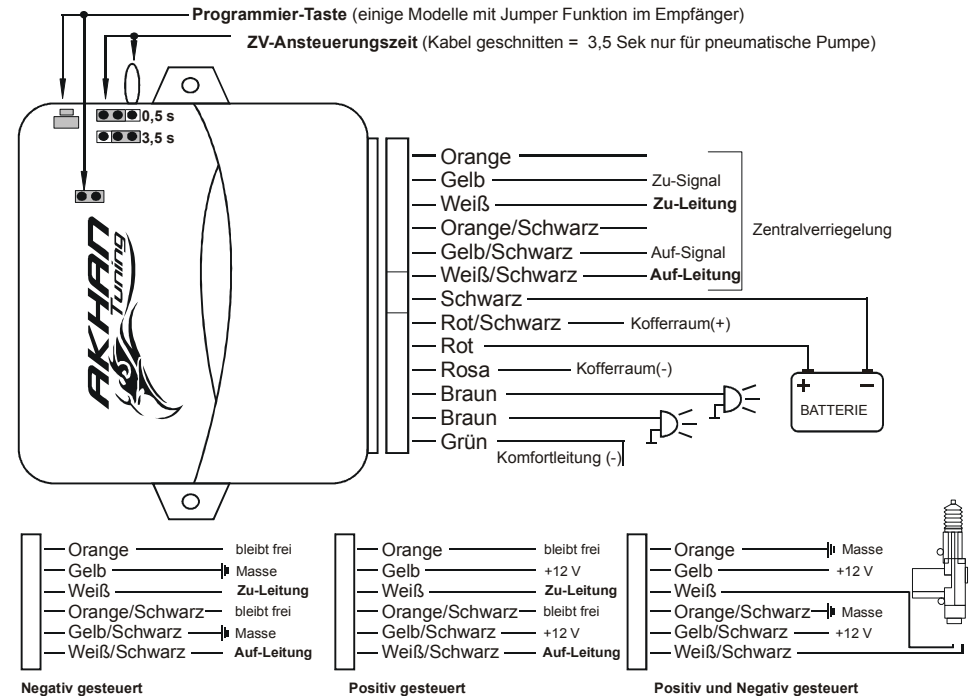 Programmier-Taste (einige Modelle mit Jumper Funktion im Empfänger)
ZV-Ansteuerungszeit (Kabel geschnitten = 3,5 Sek nur für pneumatische Pumpe)
0,5 s
3,5 s
AKHAN
Tuning
Orange
Gelb Zu-Signal
Weiß Zu-Leitung
Orange/Schwarz
Zentralverriegelung
Gelb/Schwarz Auf-Signal
Weiß/Schwarz Auf-Leitung
Schwarz
Rot/Schwarz Kofferraum(+)
Rot
Rosa Kofferraum(-)
Braun
Braun
Grün
Komfortleitung (-)
+ −
BATTERIE
Orange bleibt frei
Gelb Masse
Weiß Zu-Leitung
Orange/Schwarz bleibt frei
Gelb/Schwarz Masse
Weiß/Schwarz Auf-Leitung
Negativ gesteuert
Orange bleibt frei
Gelb +12 V
Weiß Zu-Leitung
Orange/Schwarz bleibt frei
Gelb/Schwarz +12 V
Weiß/Schwarz Auf-Leitung
Positiv gesteuert
Orange Masse
Gelb +12 V
Weiß
Orange/Schwarz Masse
Gelb/Schwarz +12 V
Weiß/Schwarz
Positiv und Negativ gesteuert